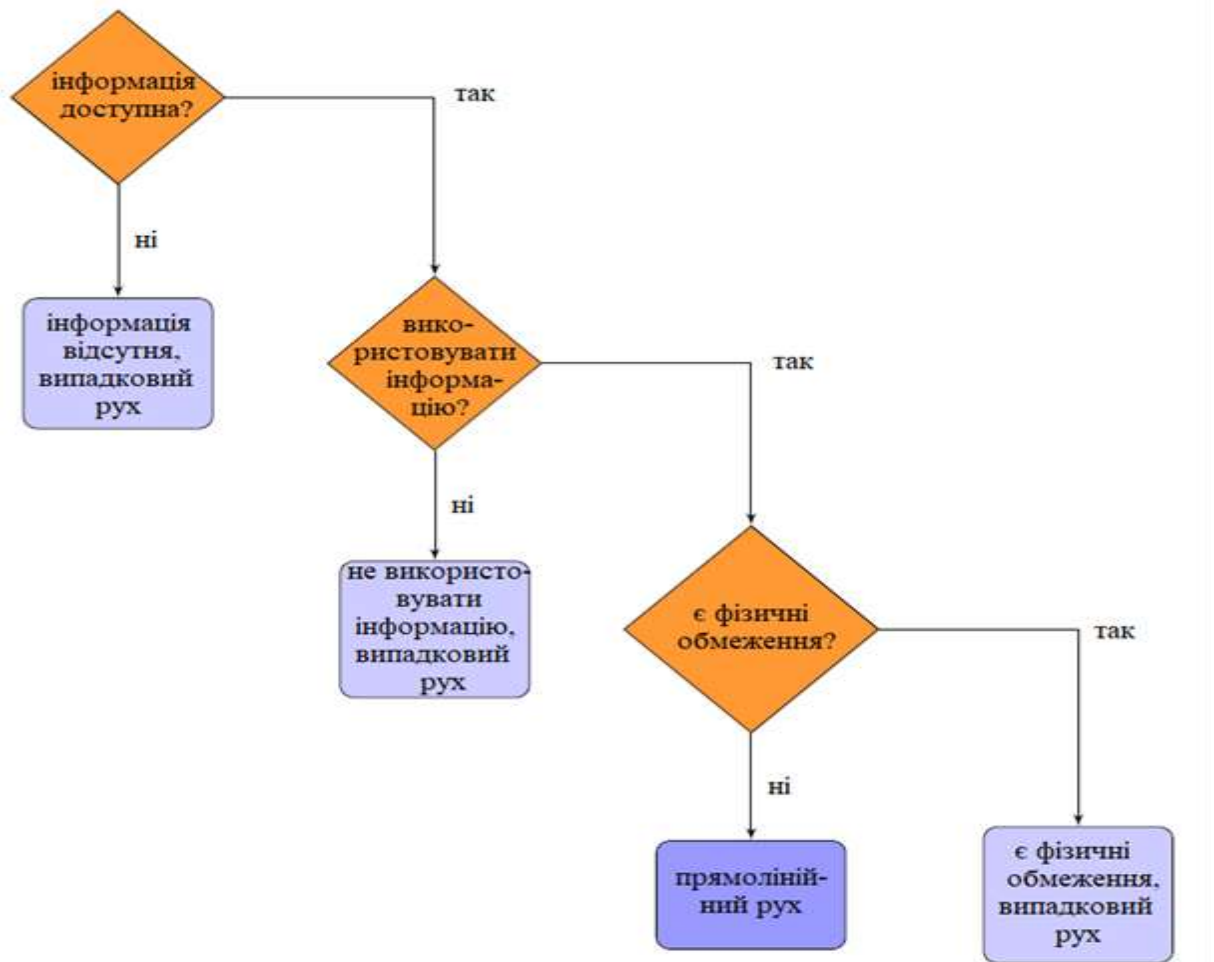 інформація
доступна?
так
ні
інформація
відсутня,
випадковий
рух
вико-
ристовувати
інформа-
цію?
так
ні
не використо-
вувати
інформацію,
випадковий
рух
є фізичні
обмеження?
так
ні
прямоліній-
ний рух
є фізичні
обмеження,
випадковий
рух